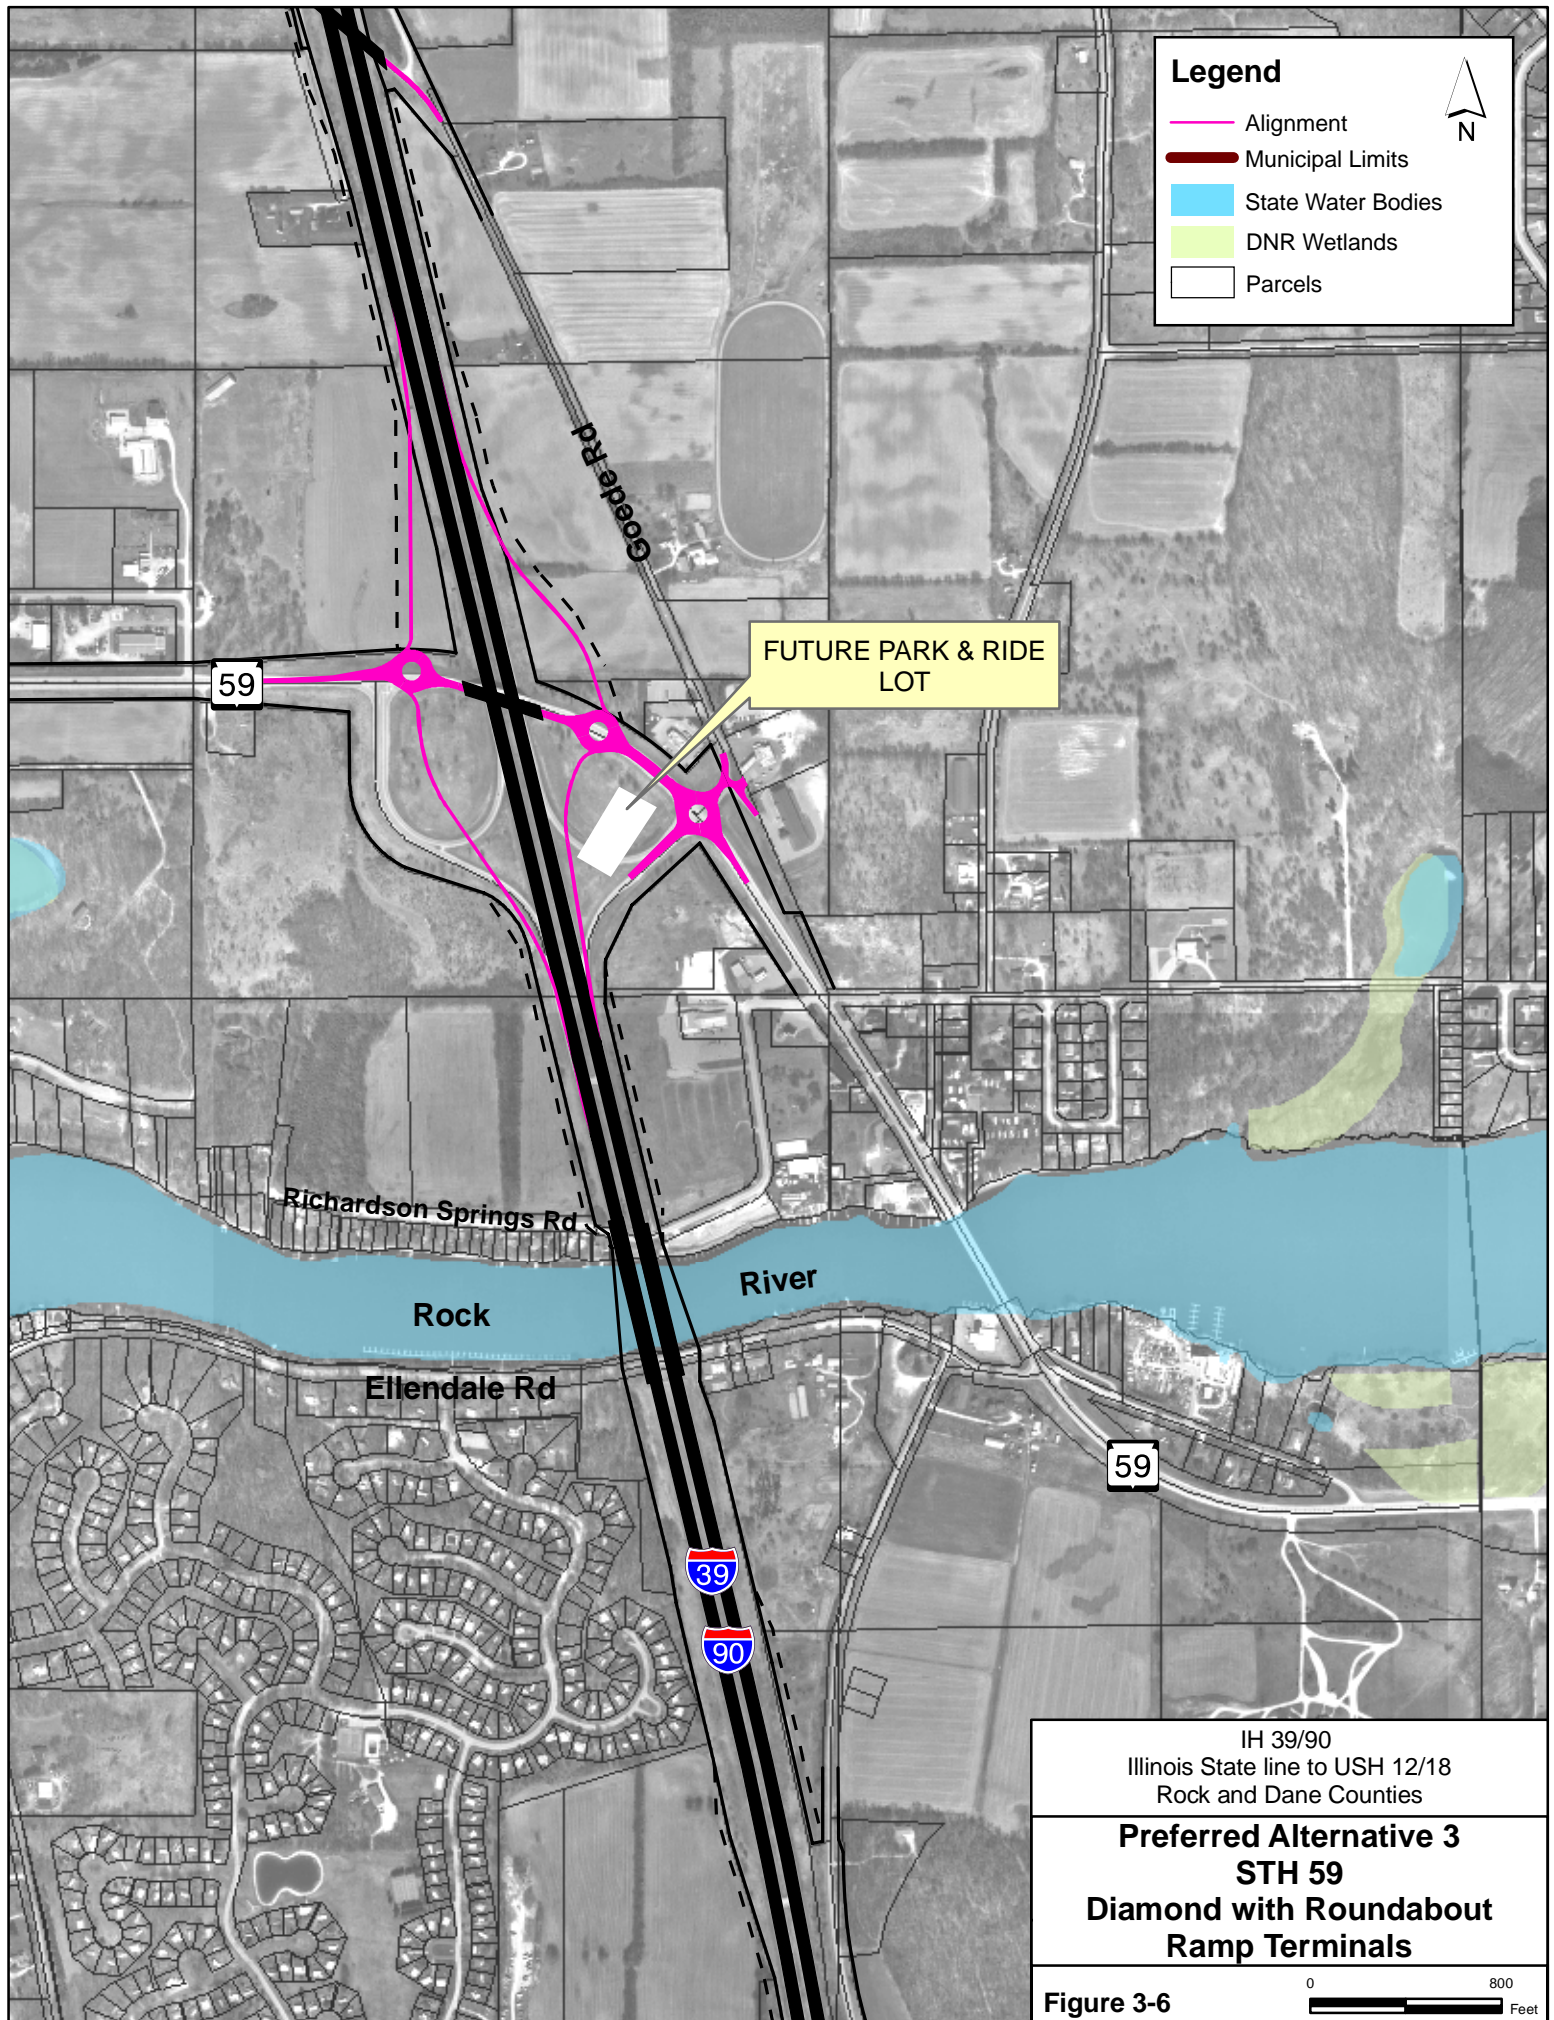 Legend
N
Alignment
Municipal Limits
State Water Bodies
DNR Wetlands
Parcels
Goede Rd
FUTURE PARK & RIDE
LOT
59
Richardson Springs Rd
River
Rock
Ellendale Rd
59
39
90
IH 39/90
Illinois State line to USH 12/18
Rock and Dane Counties
Preferred Alternative 3
STH 59
Diamond with Roundabout
Ramp Terminals
Figure 3-6
0 800
Feet